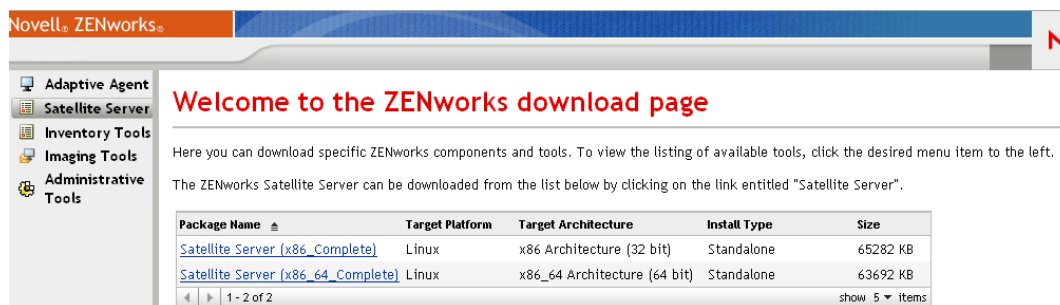 Novell® ZENworks®
N
Adaptive Agent
Satellite Server
Inventory Tools
Imaging Tools
Administrative
Tools
Welcome to the ZENworks download page
Here you can download specific ZENworks components and tools. To view the listing of available tools, click the desired menu item to the left.
The ZENworks Satellite Server can be downloaded from the list below by clicking on the link entitled "Satellite Server".
Package Name Target Platform Target Architecture Install Type Size
Satellite Server (x86_Complete) Linux x86 Architecture (32 bit) Standalone 65282 KB
Satellite Server (x86_64_Complete) Linux x86_64 Architecture (64 bit) Standalone 63692 KB
1 - 2 of 2 show 5 items